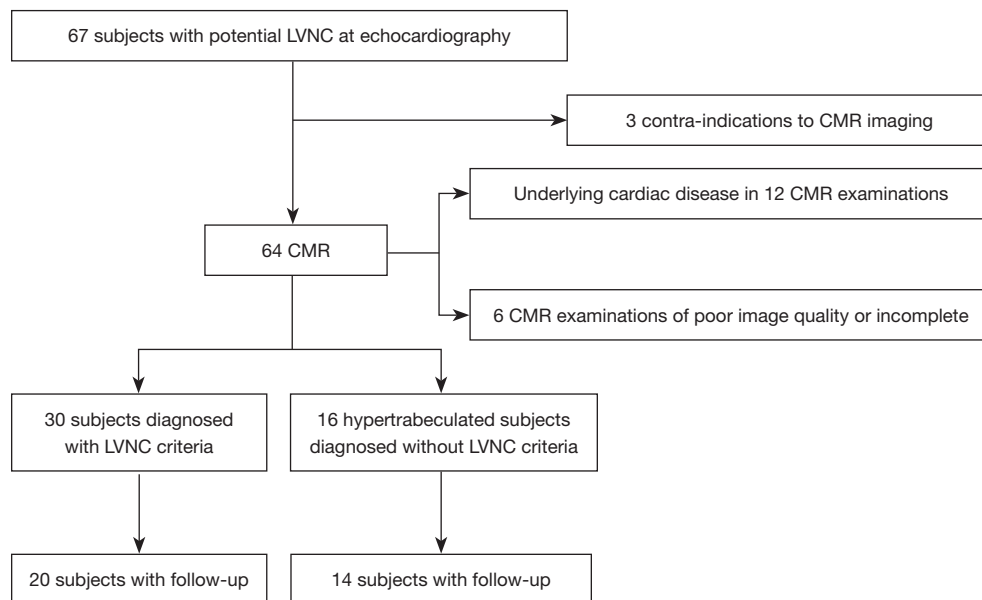 67 subjects with potential LVNC at echocardiography
3 contra-indications to CMR imaging
Underlying cardiac disease in 12 CMR examinations
64 CMR
6 CMR examinations of poor image quality or incomplete
30 subjects diagnosed
with LVNC criteria
16 hypertrabeculated subjects
diagnosed without LVNC criteria
20 subjects with follow-up
14 subjects with follow-up